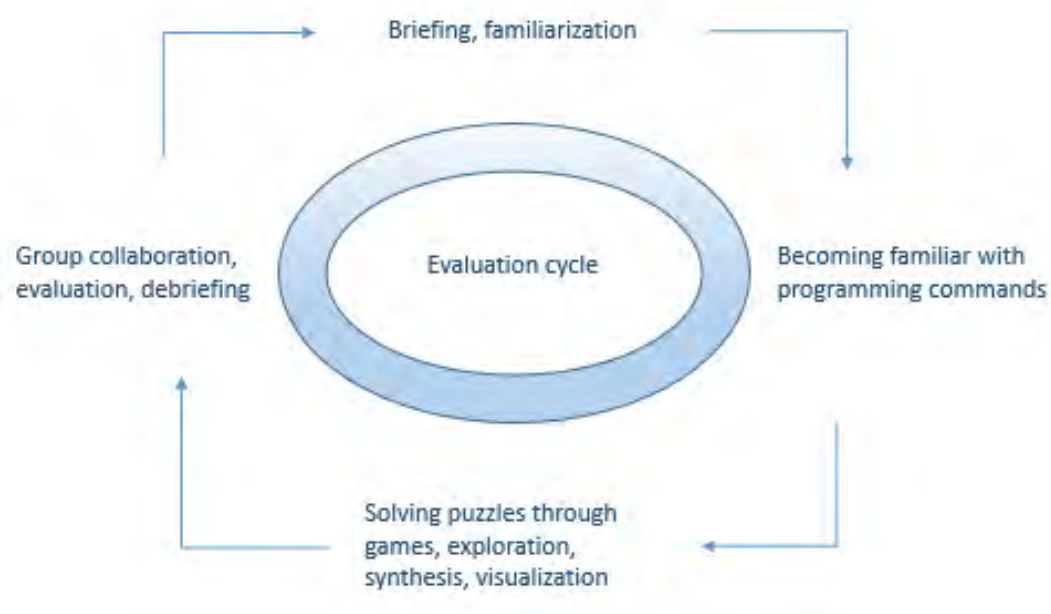 Briefing, familiarization
Group collaboration,
evaluation, debriefing
Evaluation cycle
Becoming familiar with
programming commands
Solving puzzles through
games, exploration,
synthesis, visualization